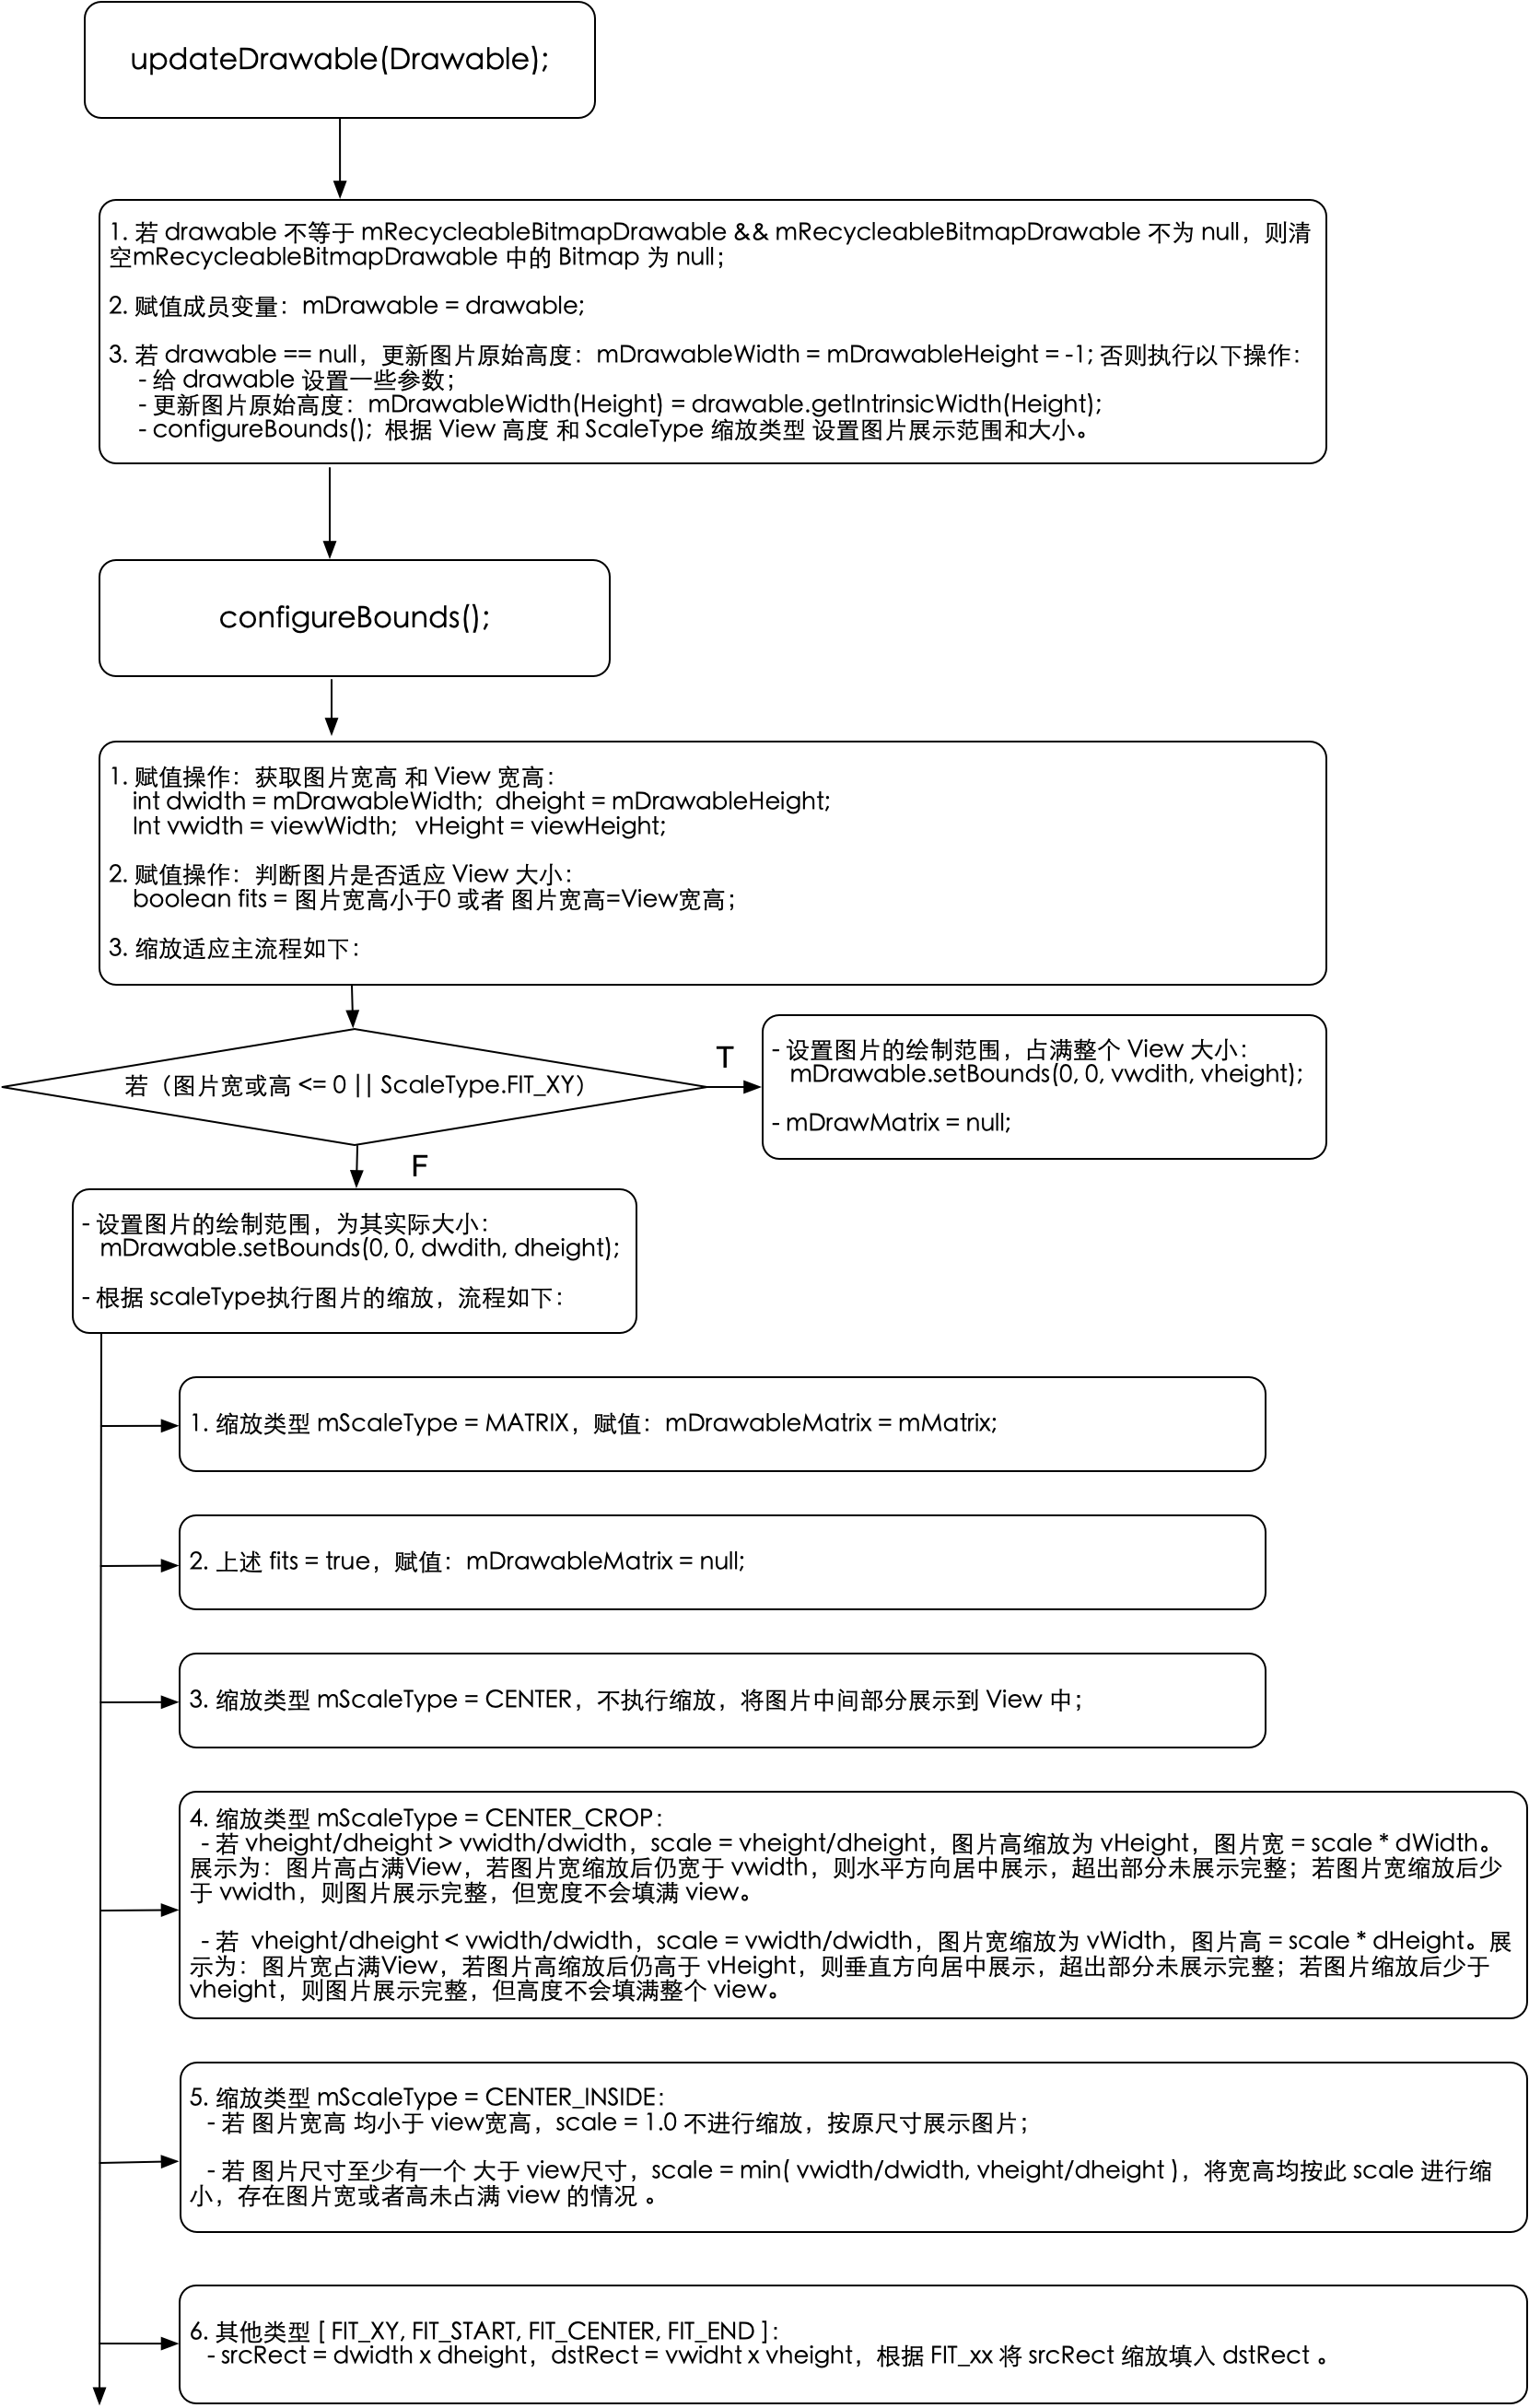 updateDrawable(Drawable);
1. 若 drawable 不等于 mRecycleableBitmapDrawable && mRecycleableBitmapDrawable 不为 null，则清
空mRecycleableBitmapDrawable 中的 Bitmap 为 null；
2. 赋值成员变量：mDrawable = drawable;
3. 若 drawable == null，更新图片原始高度：mDrawableWidth = mDrawableHeight = -1; 否则执行以下操作：
- 给 drawable 设置一些参数；
- 更新图片原始高度：mDrawableWidth(Height) = drawable.getIntrinsicWidth(Height);
- configureBounds();  根据 View 高度 和 ScaleType 缩放类型 设置图片展示范围和大小。
configureBounds();
1. 赋值操作：获取图片宽高 和 View 宽高：
int dwidth = mDrawableWidth;  dheight = mDrawableHeight;
Int vwidth = viewWidth;   vHeight = viewHeight;
2. 赋值操作：判断图片是否适应 View 大小：
boolean fits = 图片宽高小于0 或者 图片宽高=View宽高；
3. 缩放适应主流程如下：
若（图片宽或高 <= 0 || ScaleType.FIT_XY）
T
- 设置图片的绘制范围，占满整个 View 大小：
mDrawable.setBounds(0, 0, vwdith, vheight);
- mDrawMatrix = null;
F
- 设置图片的绘制范围，为其实际大小：
mDrawable.setBounds(0, 0, dwdith, dheight);
- 根据 scaleType执行图片的缩放，流程如下：
1. 缩放类型 mScaleType = MATRIX，赋值：mDrawableMatrix = mMatrix;
2. 上述 fits = true，赋值：mDrawableMatrix = null;
3. 缩放类型 mScaleType = CENTER，不执行缩放，将图片中间部分展示到 View 中；
4. 缩放类型 mScaleType = CENTER_CROP：
- 若 vheight/dheight > vwidth/dwidth，scale = vheight/dheight，图片高缩放为 vHeight，图片宽 = scale * dWidth。
展示为：图片高占满View，若图片宽缩放后仍宽于 vwidth，则水平方向居中展示，超出部分未展示完整；若图片宽缩放后少
于 vwidth，则图片展示完整，但宽度不会填满 view。
- 若  vheight/dheight < vwidth/dwidth，scale = vwidth/dwidth，图片宽缩放为 vWidth，图片高 = scale * dHeight。展
示为：图片宽占满View，若图片高缩放后仍高于 vHeight，则垂直方向居中展示，超出部分未展示完整；若图片缩放后少于
vheight，则图片展示完整，但高度不会填满整个 view。
5. 缩放类型 mScaleType = CENTER_INSIDE：
- 若 图片宽高 均小于 view宽高，scale = 1.0 不进行缩放，按原尺寸展示图片；
- 若 图片尺寸至少有一个 大于 view尺寸，scale = min( vwidth/dwidth, vheight/dheight )，将宽高均按此 scale 进行缩
小，存在图片宽或者高未占满 view 的情况 。
6. 其他类型 [ FIT_XY, FIT_START, FIT_CENTER, FIT_END ]：
- srcRect = dwidth x dheight，dstRect = vwidht x vheight，根据 FIT_xx 将 srcRect 缩放填入 dstRect 。